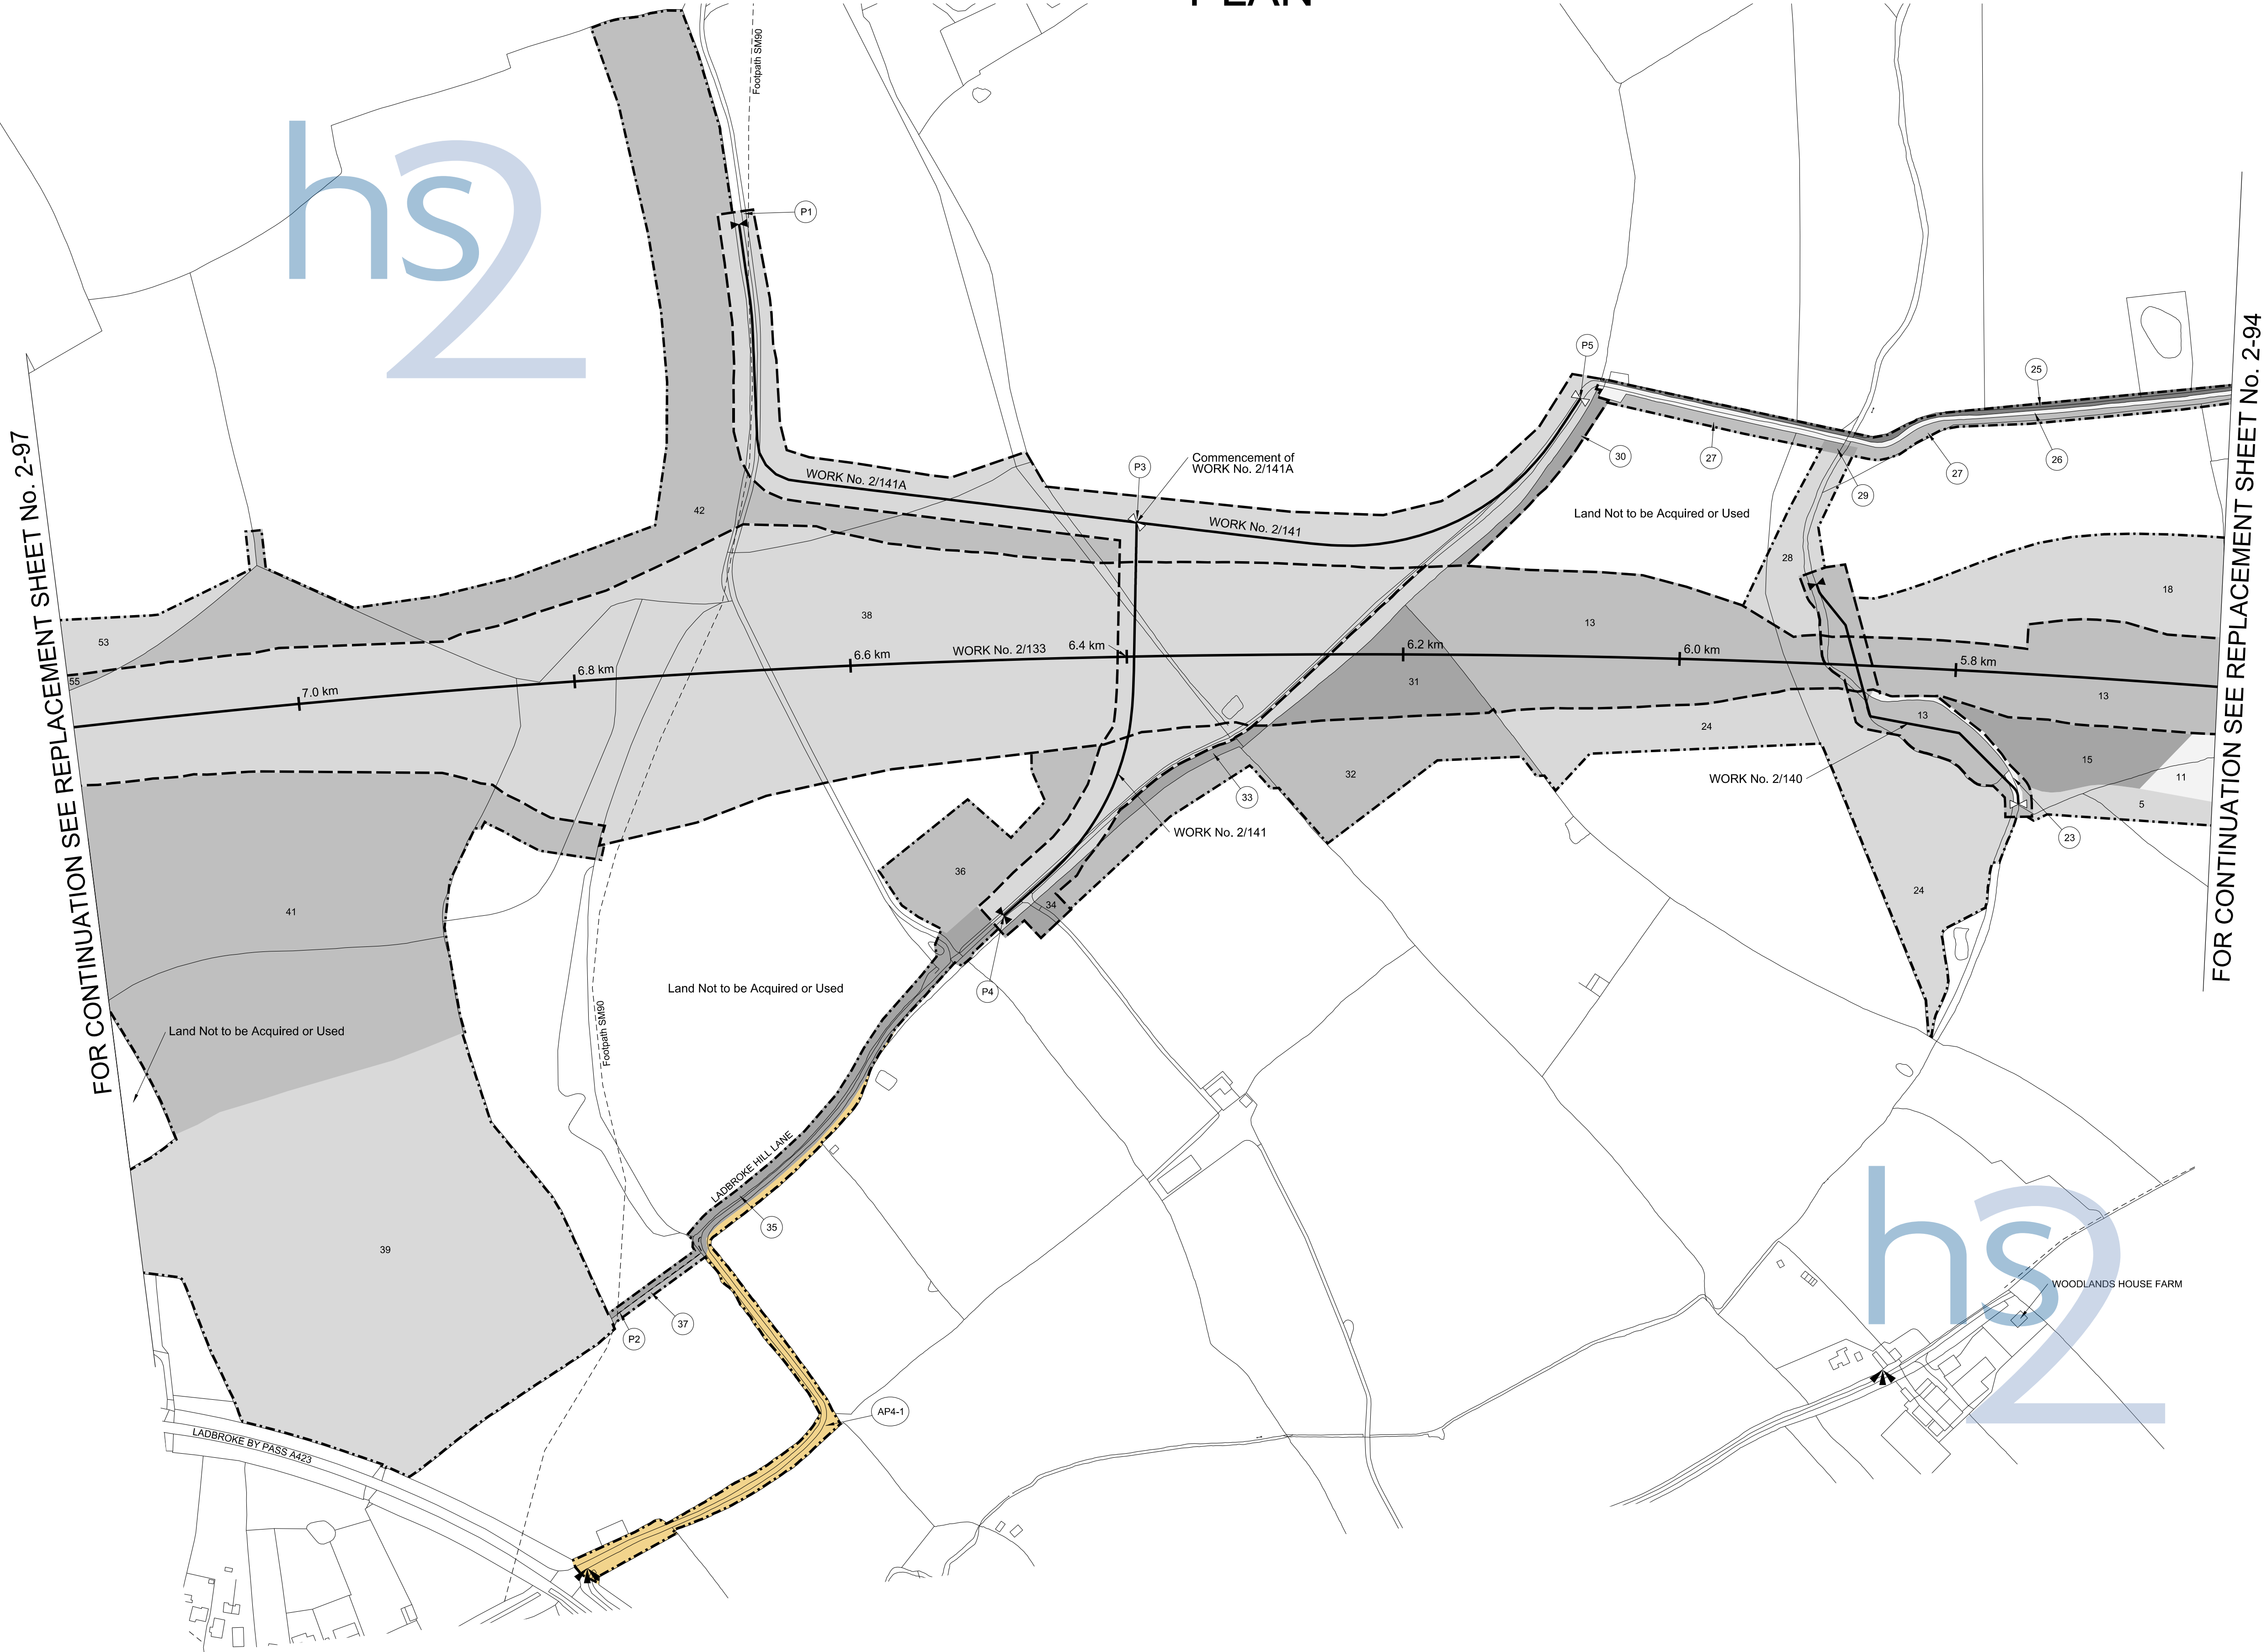 PLAN
Footpath SM90
hs2
P1
FOR CONTINUATION SEE REPLACEMENT SHEET No. 2-97
FOR CONTINUATION SEE REPLACEMENT SHEET No. 2-94
P5
25
P3
Commencement of
WORK No. 2/141A
WORK No. 2/141A
30
27
27
26
29
42
WORK No. 2/141
Land Not to be Acquired or Used
28
18
53
38
13
WORK No. 2/133
6.4 km
6.2 km
6.0 km
5.8 km
6.6 km
6.8 km
7.0 km
55
31
13
13
24
15
11
5
WORK No. 2/140
32
33
WORK No. 2/141
23
36
24
34
41
P4
Land Not to be Acquired or Used
Land Not to be Acquired or Used
Footpath SM90
LADBROKE HILL LANE
35
39
37
P2
hs2
WOODLANDS HOUSE FARM
AP4-1
LADBROKE BY PASS A423